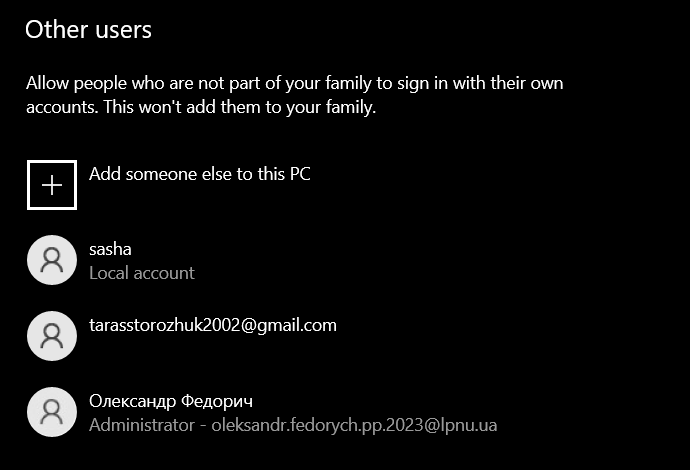 Other users
Allow people who are not part of your family to sign in with their own
accounts. This won't add them to your family.
Add someone else to this PC
sasha
Local account
tarasstorozhuk2002@gmail.com
Олександр Федорич
Administrator - oleksandr.fedorych.pp.2023@lpnu.ua